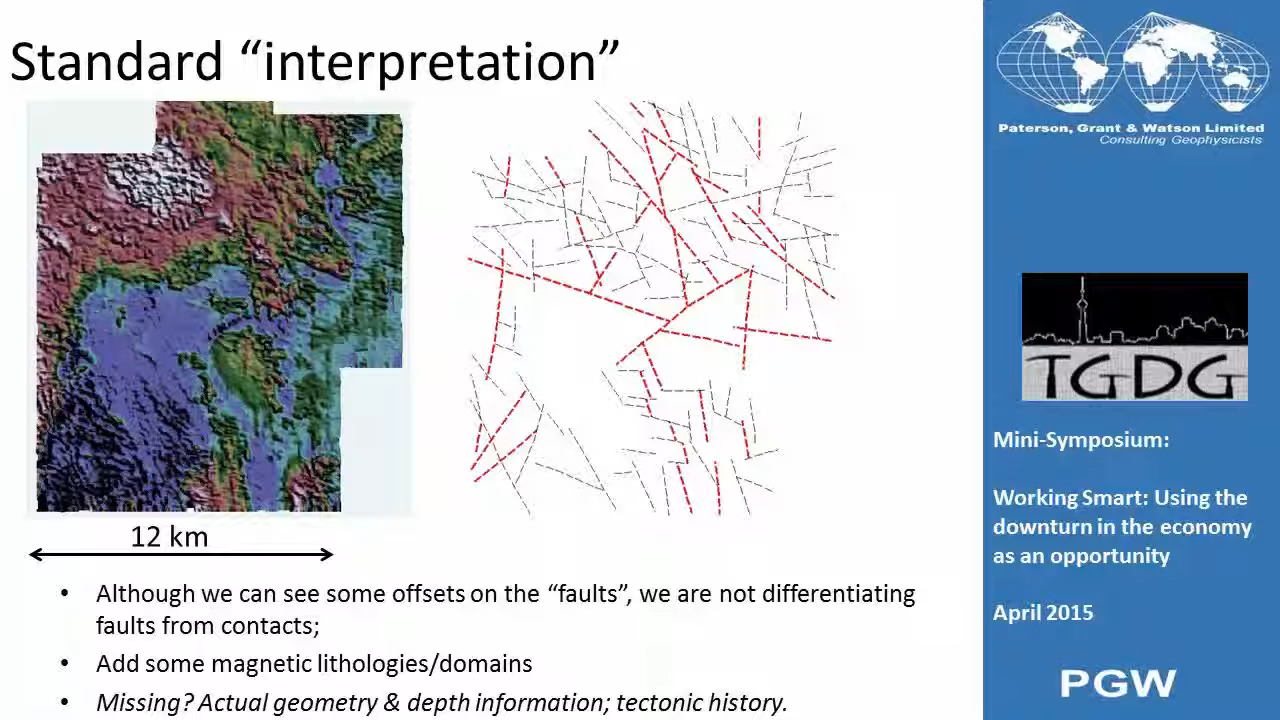 Standard “interpretation”
12 km
• Although we can see some offsets on the “faults”, we are not differentiating
faults from contacts;
• Add some magnetic lithologies/domains
• Missing? Actual geometry & depth information; tectonic history.
Paterson, Grant & Watson Limited
Consulting Geophysicists
TGDG
Mini-Symposium:
Working Smart: Using the
downturn in the economy
as an opportunity
April 2015
PGW